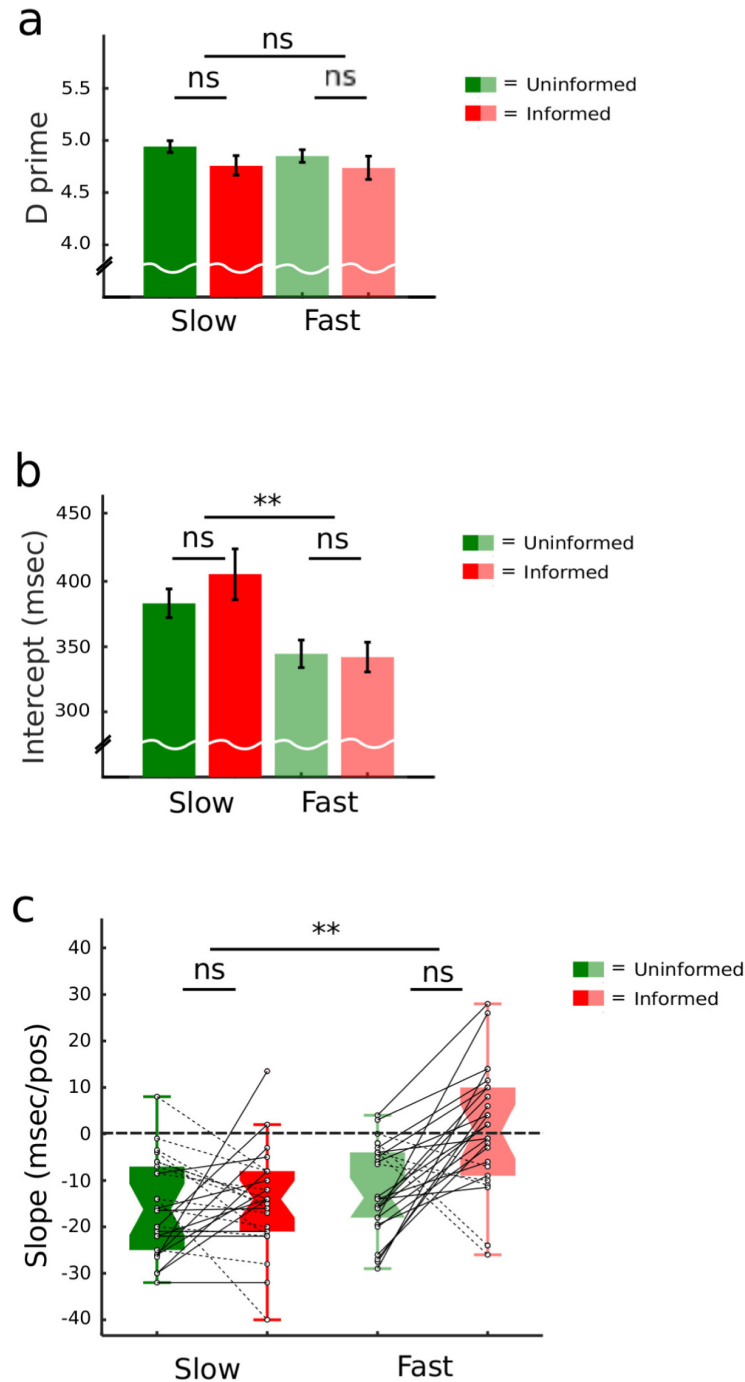 a
ns
ns
ns
D prime
5.5
5.0
4.5
4.0
Slow
Fast
= Uninformed
= Informed
b
**
ns
ns
Intercept (msec)
450
400
350
300
Slow
Fast
= Uninformed
= Informed
c
**
ns
ns
Slope (msec/pos)
40
30
20
10
0
-10
-20
-30
-40
Slow
Fast
= Uninformed
= Informed